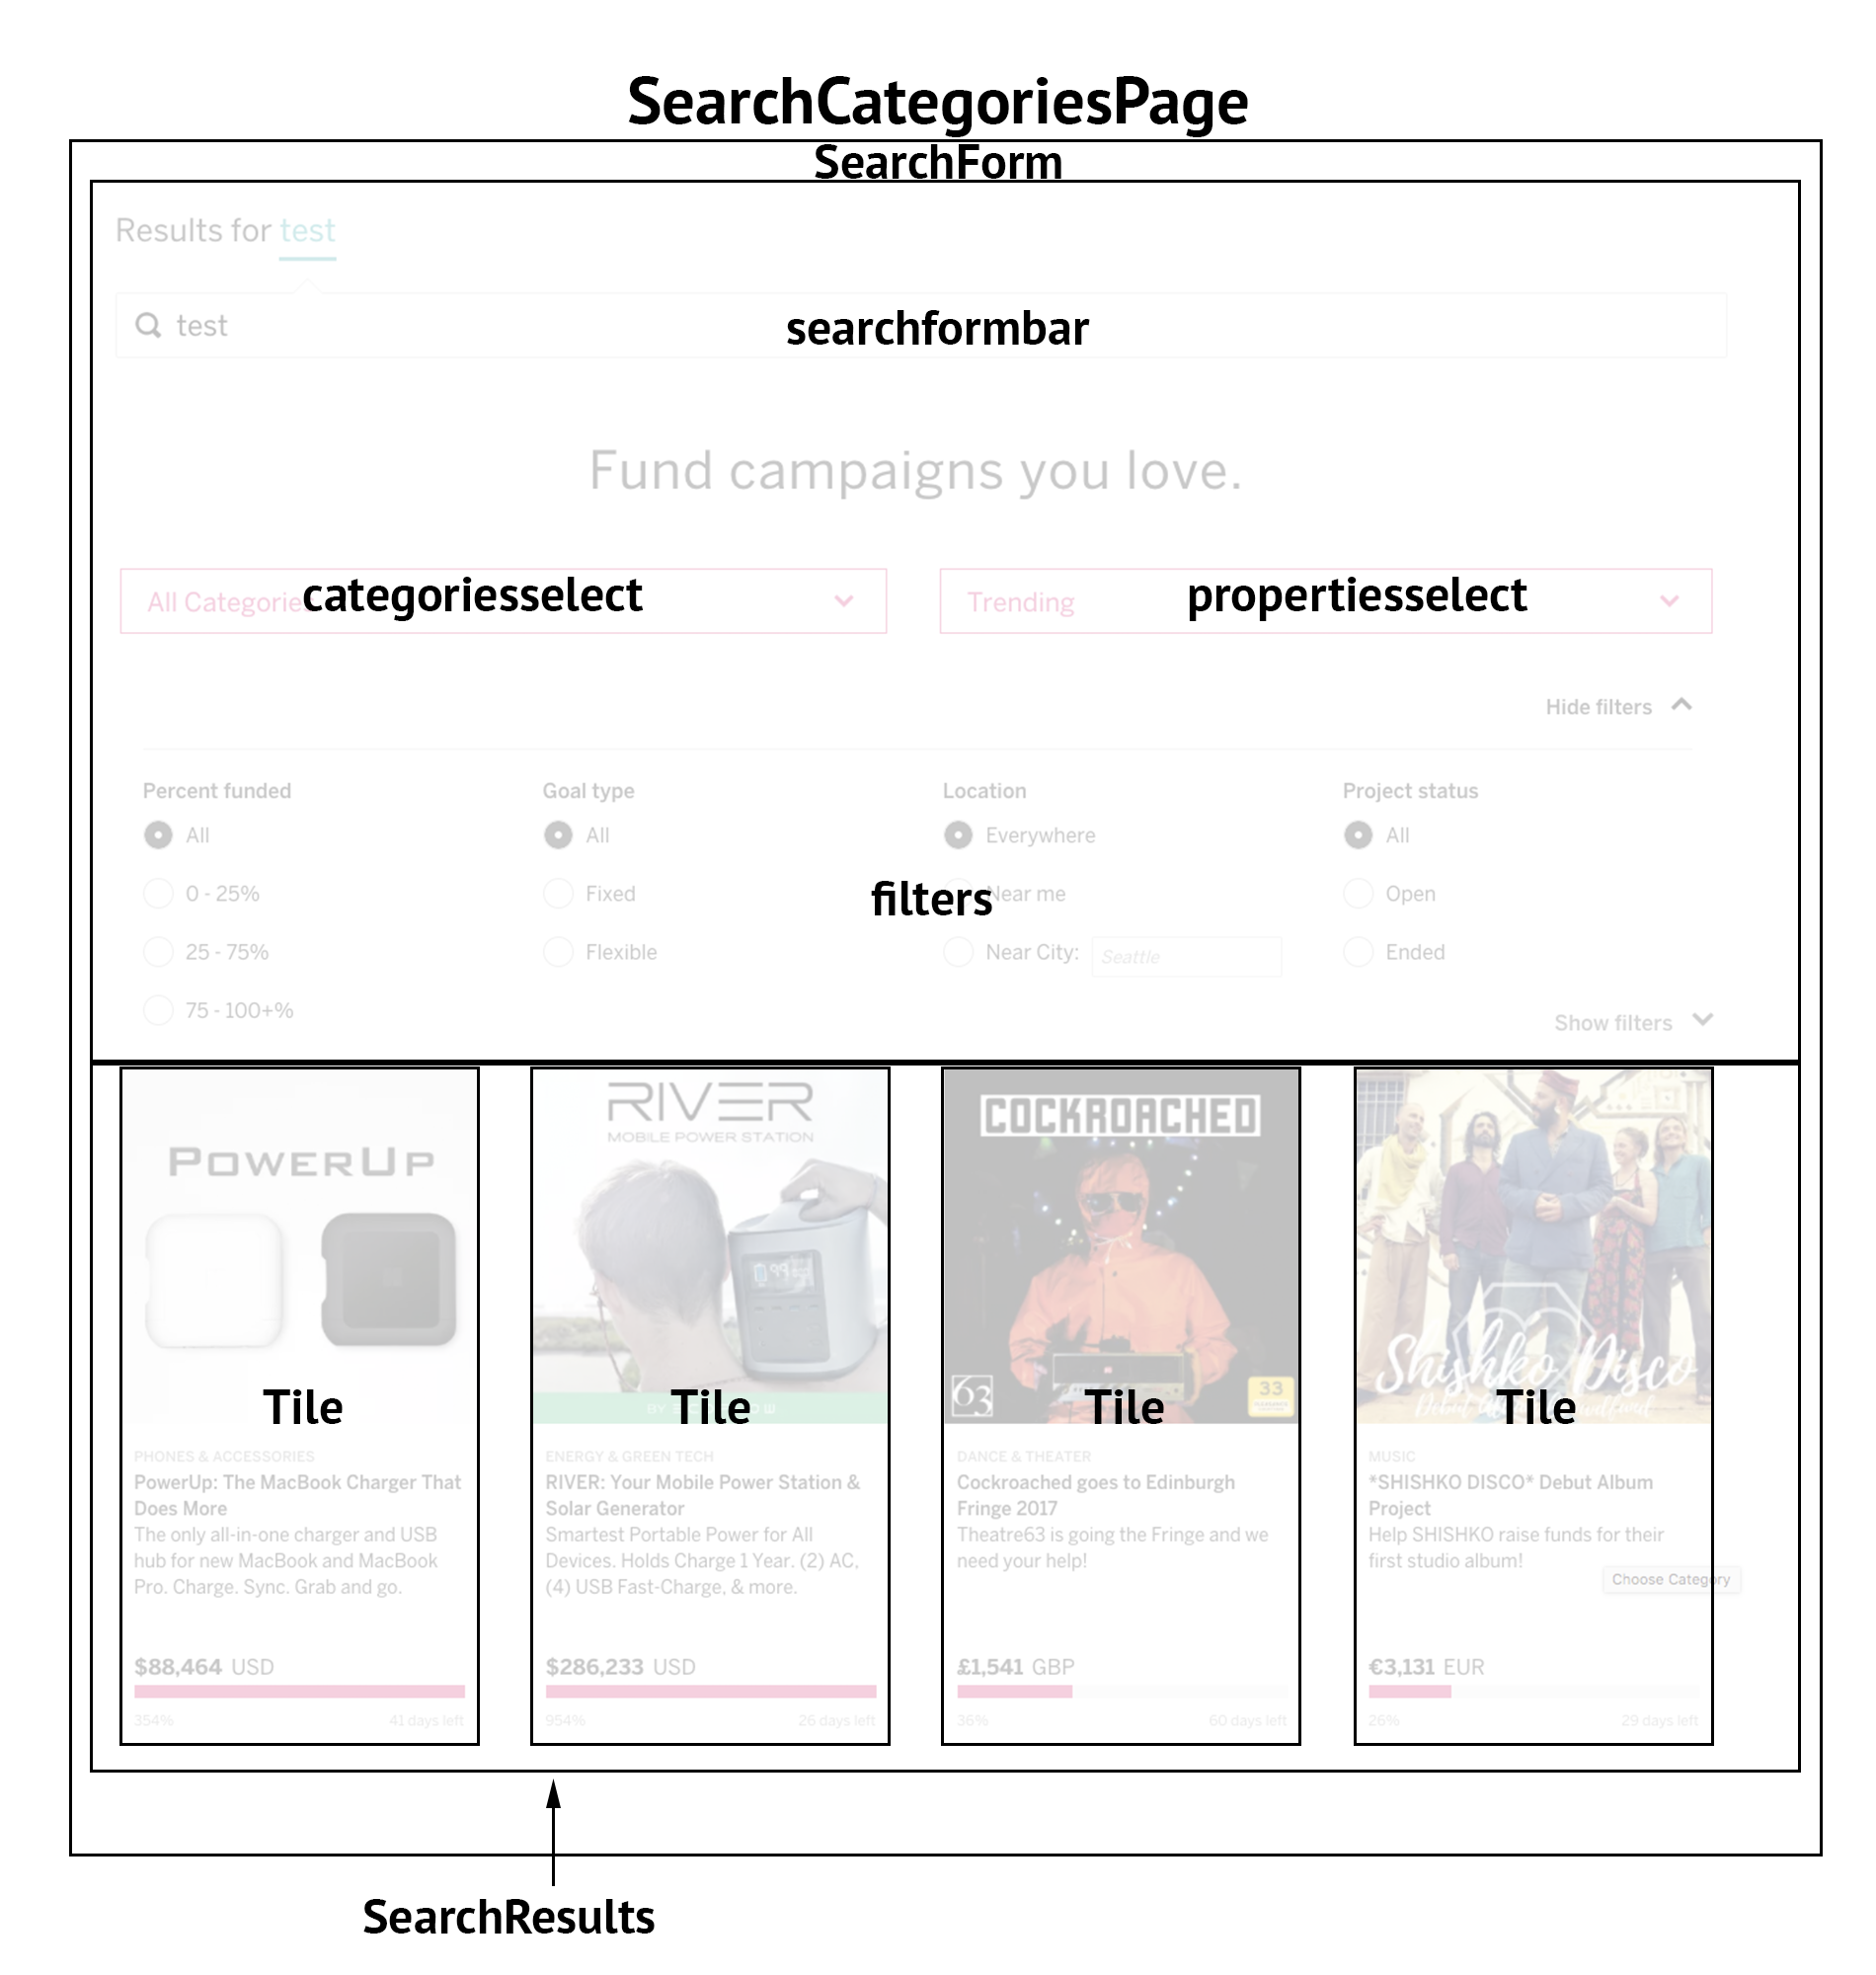 SearchCategoriesPage
SearchForm
Results for test
test
searchformbar
Fund campaigns you love.
categoriesselect
propertiesselect
Trending
Hide filters
Percent funded
Goal type
Location
Project status
All
All
Everywhere
All
0 - 25%
Fixed
filters
Near me
Open
25 - 75%
Flexible
Near City:
Seattle
Ended
75 - 100+%
Show filters
POWERUP
RIVER
MOBILE POWER STATION
COCKROACHED
63
33
Shishko Disco
Tile
Tile
Tile
Tile
PHONES & ACCESSORIES
PowerUp: The MacBook Charger That
Does More
The only all-in-one charger and USB
hub for new MacBook and MacBook
Pro. Charge. Sync. Grab and go.
$88,464 USD
354%
41 days left
ENERGY & GREEN TECH
RIVER: Your Mobile Power Station &
Solar Generator
Smartest Portable Power for All
Devices. Holds Charge 1 Year. (2) AC,
(4) USB Fast-Charge, & more.
$286,233 USD
954%
26 days left
DANCE & THEATER
Cockroached goes to Edinburgh
Fringe 2017
Theatre63 is going the Fringe and we
need your help!
£1,541 GBP
36%
60 days left
MUSIC
*SHISHKO DISCO* Debut Album
Project
Help SHISHKO raise funds for their
first studio album!
Choose Category
€3,131 EUR
26%
29 days left
SearchResults